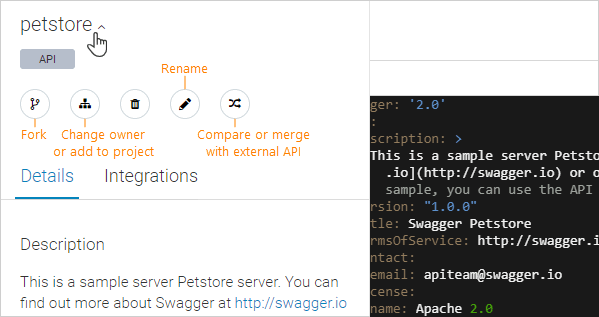 petstore
API
Rename
Fork
Change owner
or add to project
Compare or merge
with external API
Details
Integrations
Description
This is a sample server Petstore server. You can
find out more about Swagger at http://swagger.io
ger: '2.0'
:
scription: >
This is a sample server Petsto
.io](http://swagger.io) or o
sample, you can use the API
rsion: "1.0.0"
tle: Swagger Petstore
rmsOfService: http://swagger.i
ntact:
email: apiteam@swagger.io
cense:
name: Apache 2.0